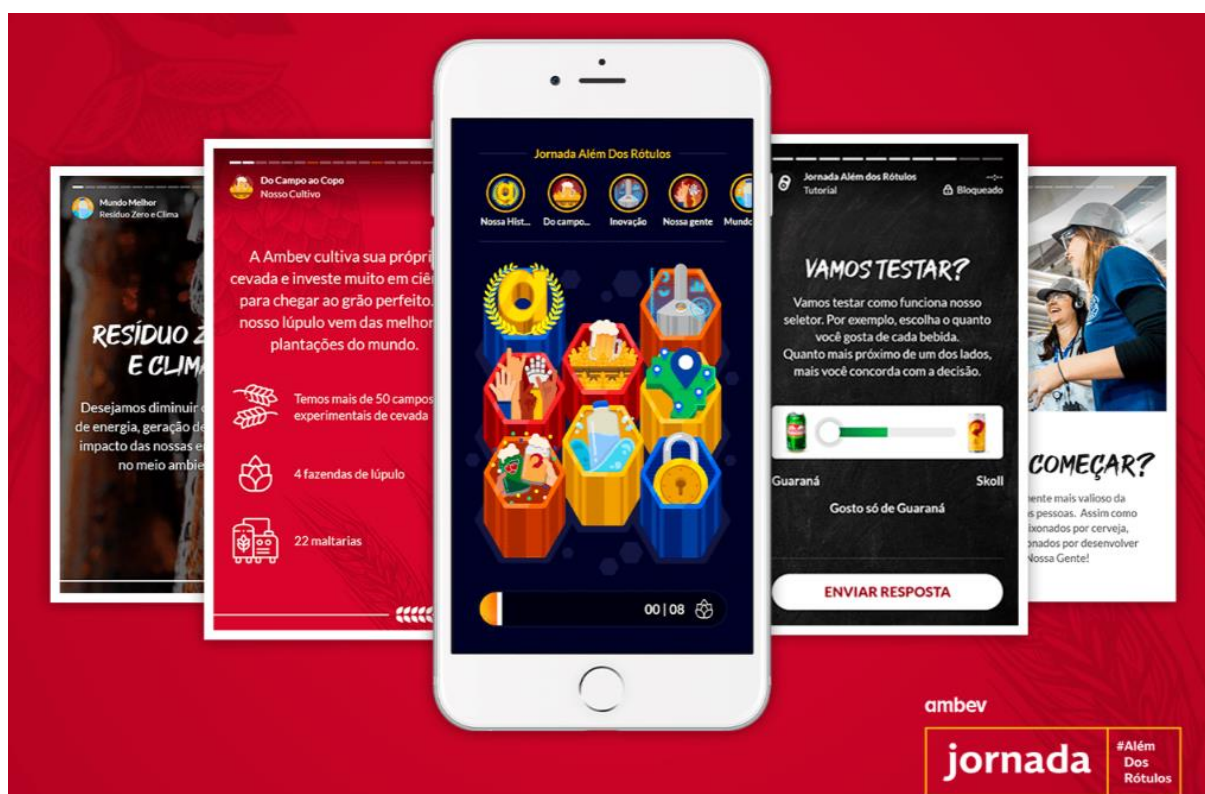 Mundo Melhor
Resíduo Zero e Clima
RESÍDUO
E
Desejamos diminuir
de energia, geração de
impacto das nossas
no meio
Do Campo ao Copo
Nosso Cultivo
A Ambev cultiva sua
cevada e investe muito em
para chegar ao grão perfeito.
nosso lúpulo vem das
plantações do mundo.
Temos mais de 50 campos
experimentais de cevada
4 fazendas de lúpulo
22 maltarias
Jornada Além Dos Rótulos
Nossa Hist...
Do campo...
Inovação
Nossa gente
00 | 08
Jornada Além dos Rótulos
Tutorial
--:--
Bloqueado
VAMOS TESTAR?
Vamos testar como funciona nosso
seletor. Por exemplo, escolha o quanto
você gosta de cada bebida.
Quanto mais próximo de um dos lados,
mais você concorda com a decisão.
Guaraná
Skoll
Gosto só de Guaraná
ENVIAR RESPOSTA
COMEÇAR?
mais valioso da
pessoas. Assim como
por cerveja,
por desenvolver
Nossa Gente!
ambev
jornada
#Além
Dos
Rótulos